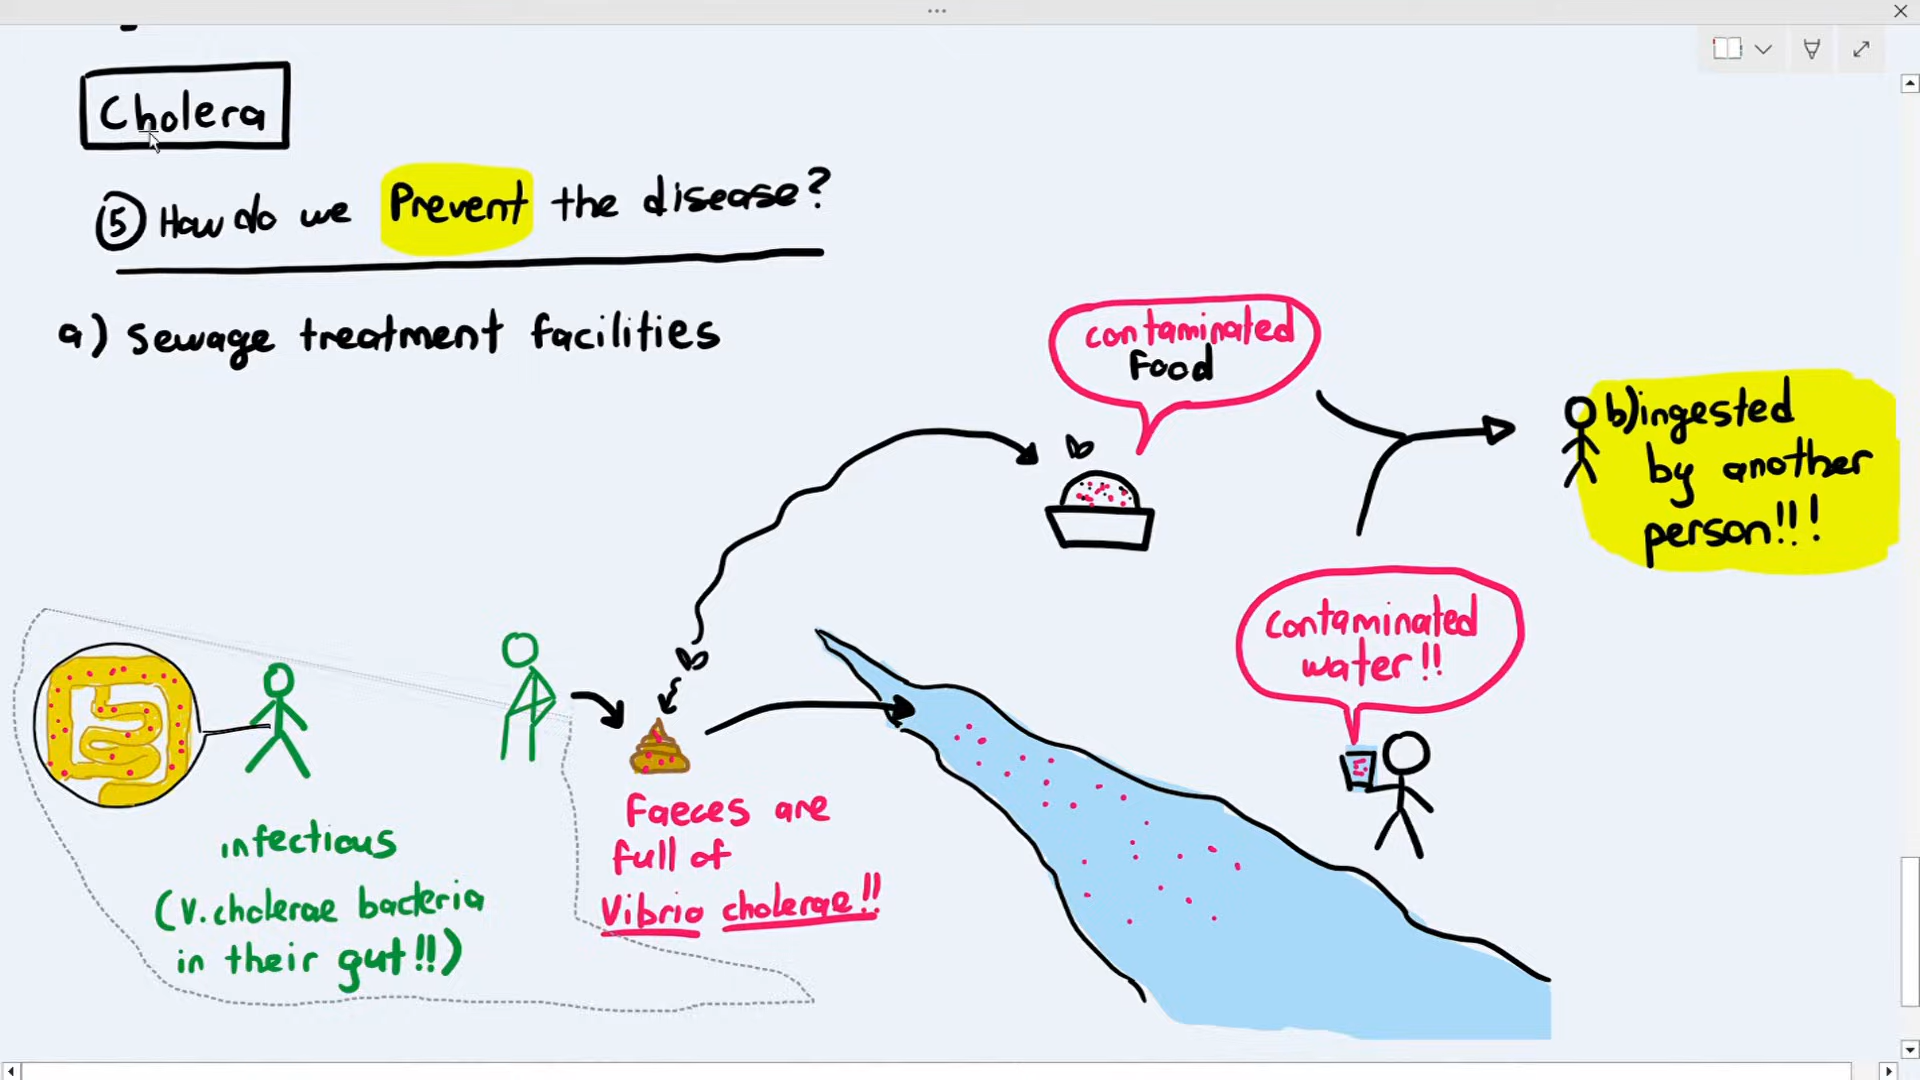 Cholera
⑤ How do we Prevent the disease?
a) Sewage treatment facilities
contaminated
Food
b) ingested
by another
person!!!
contaminated
water!!
Faeces are
full of
Vibrio cholerae!!
infectious
(V. cholerae bacteria
in their gut!!)